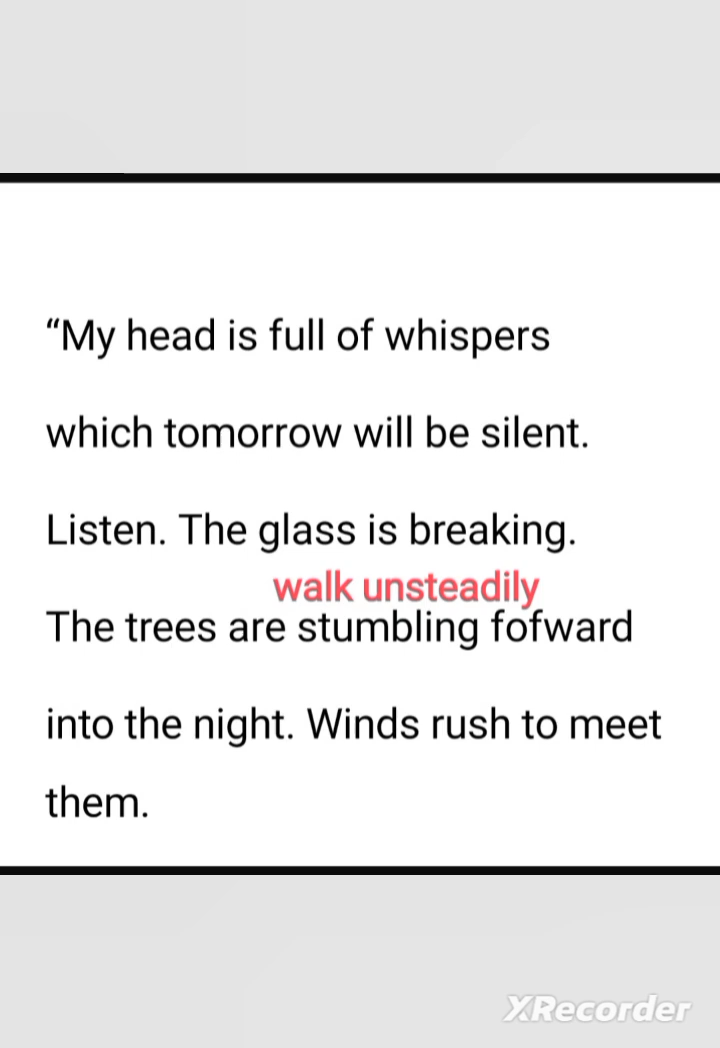 “My head is full of whispers
which tomorrow will be silent.
Listen. The glass is breaking.
walk unsteadily
The trees are stumbling fofward
into the night. Winds rush to meet
them.
XRecorder